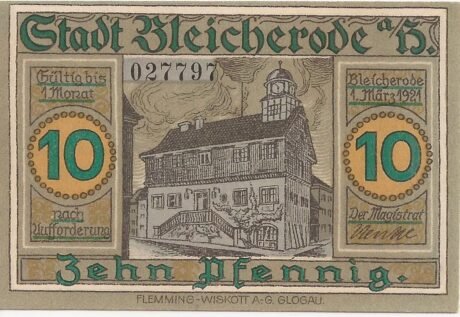 Stadt Bleicherode a/H.
027797
Gültig bis
1 Monat
10
nach
Aufforderung
Bleicherode
1. März 1921
10
Der Magistrat
Zehn Pfennig.
FLEMMING-WISKOTT A-G. GLOGAU.